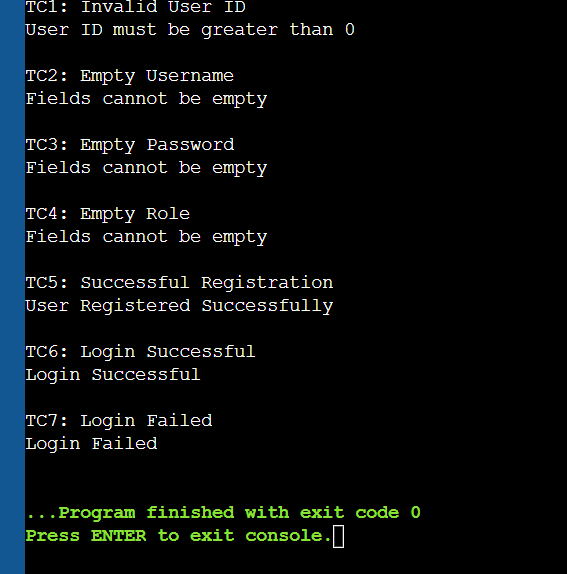 TC1: Invalid User ID
User ID must be greater than 0
TC2: Empty Username
Fields cannot be empty
TC3: Empty Password
Fields cannot be empty
TC4: Empty Role
Fields cannot be empty
TC5: Successful Registration
User Registered Successfully
TC6: Login Successful
Login Successful
TC7: Login Failed
Login Failed
...Program finished with exit code 0
Press ENTER to exit console.